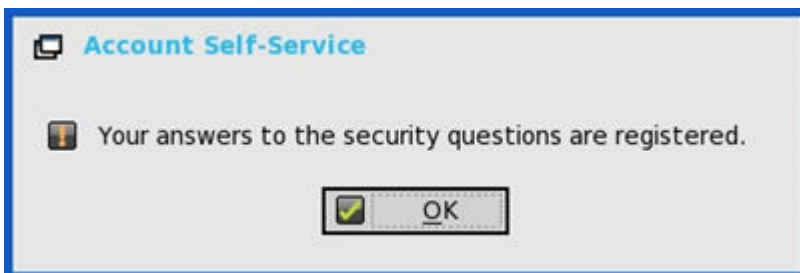 Account Self-Service
Your answers to the security questions are registered.
OK